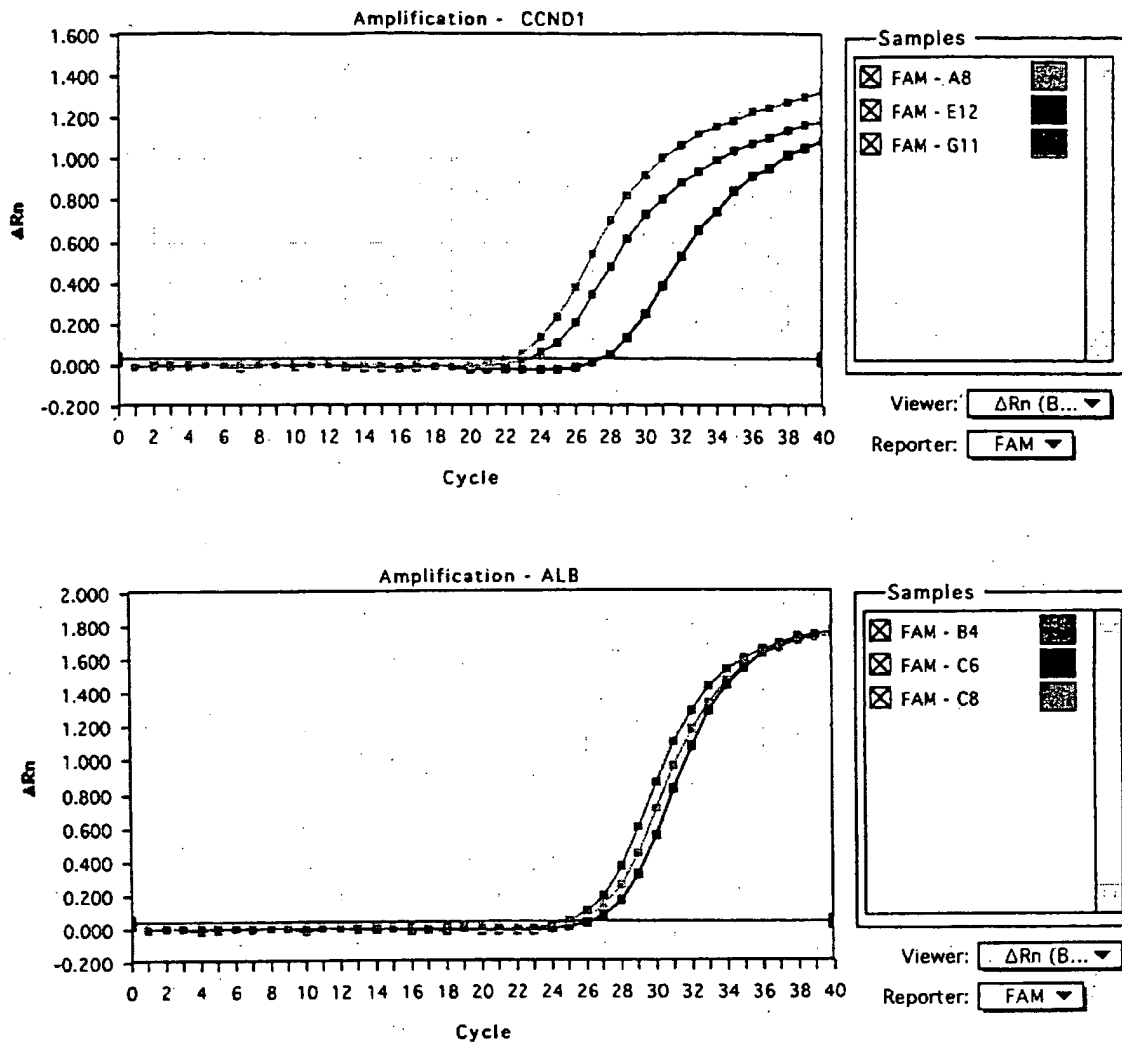 Amplification - CCND1
1.600
1.400
1.200
1.000
0.800
0.600
0.400
0.200
0.000
-0.200
ΔRn
0 2 4 6 8 10 12 14 16 18 20 22 24 26 28 30 32 34 36 38 40
Cycle
Samples
FAM - A8
FAM - E12
FAM - G11
Viewer: ΔRn (B...
Reporter: FAM
Amplification - ALB
2.000
1.800
1.600
1.400
1.200
1.000
0.800
0.600
0.400
0.200
0.000
-0.200
ΔRn
0 2 4 6 8 10 12 14 16 18 20 22 24 26 28 30 32 34 36 38 40
Cycle
Samples
FAM - B4
FAM - C6
FAM - C8
Viewer: ΔRn (B...
Reporter: FAM